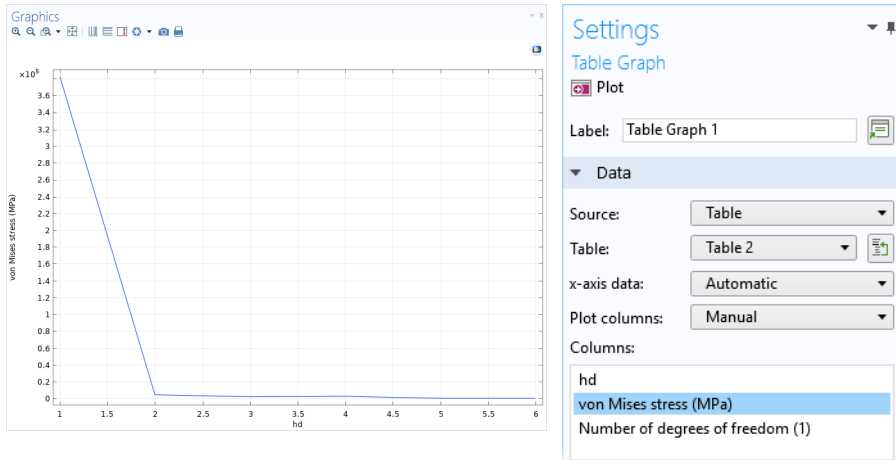 Graphics
×10⁵
3.6
3.4
3.2
3
2.8
2.6
2.4
2.2
2
1.8
1.6
1.4
1.2
1
0.8
0.6
0.4
0.2
0
von Mises stress (MPa)
1 1.5 2 2.5 3 3.5 4 4.5 5 5.5 6
hd
Settings
Table Graph
Plot
Label: Table Graph 1
Data
Source: Table
Table: Table 2
x-axis data: Automatic
Plot columns: Manual
Columns:
hd
von Mises stress (MPa)
Number of degrees of freedom (1)